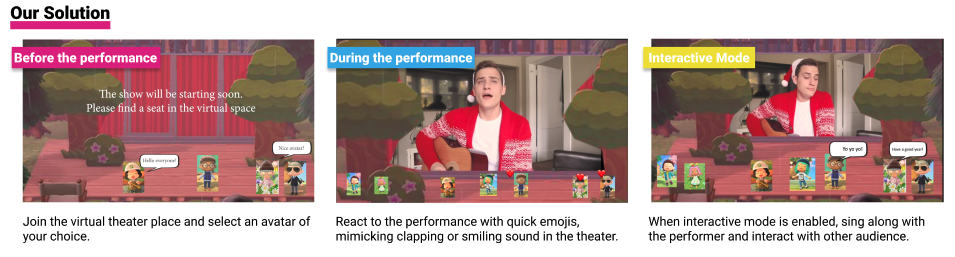 Our Solution
Before the performance
The show will be starting soon.
Please find a seat in the virtual space
Hello everyone!
Nice avatar!
Join the virtual theater place and select an avatar of
your choice.
During the performance
React to the performance with quick emojis,
mimicking clapping or smiling sound in the theater.
Interactive Mode
Yo yo yo!
Have a good year!
When interactive mode is enabled, sing along with
the performer and interact with other audience.